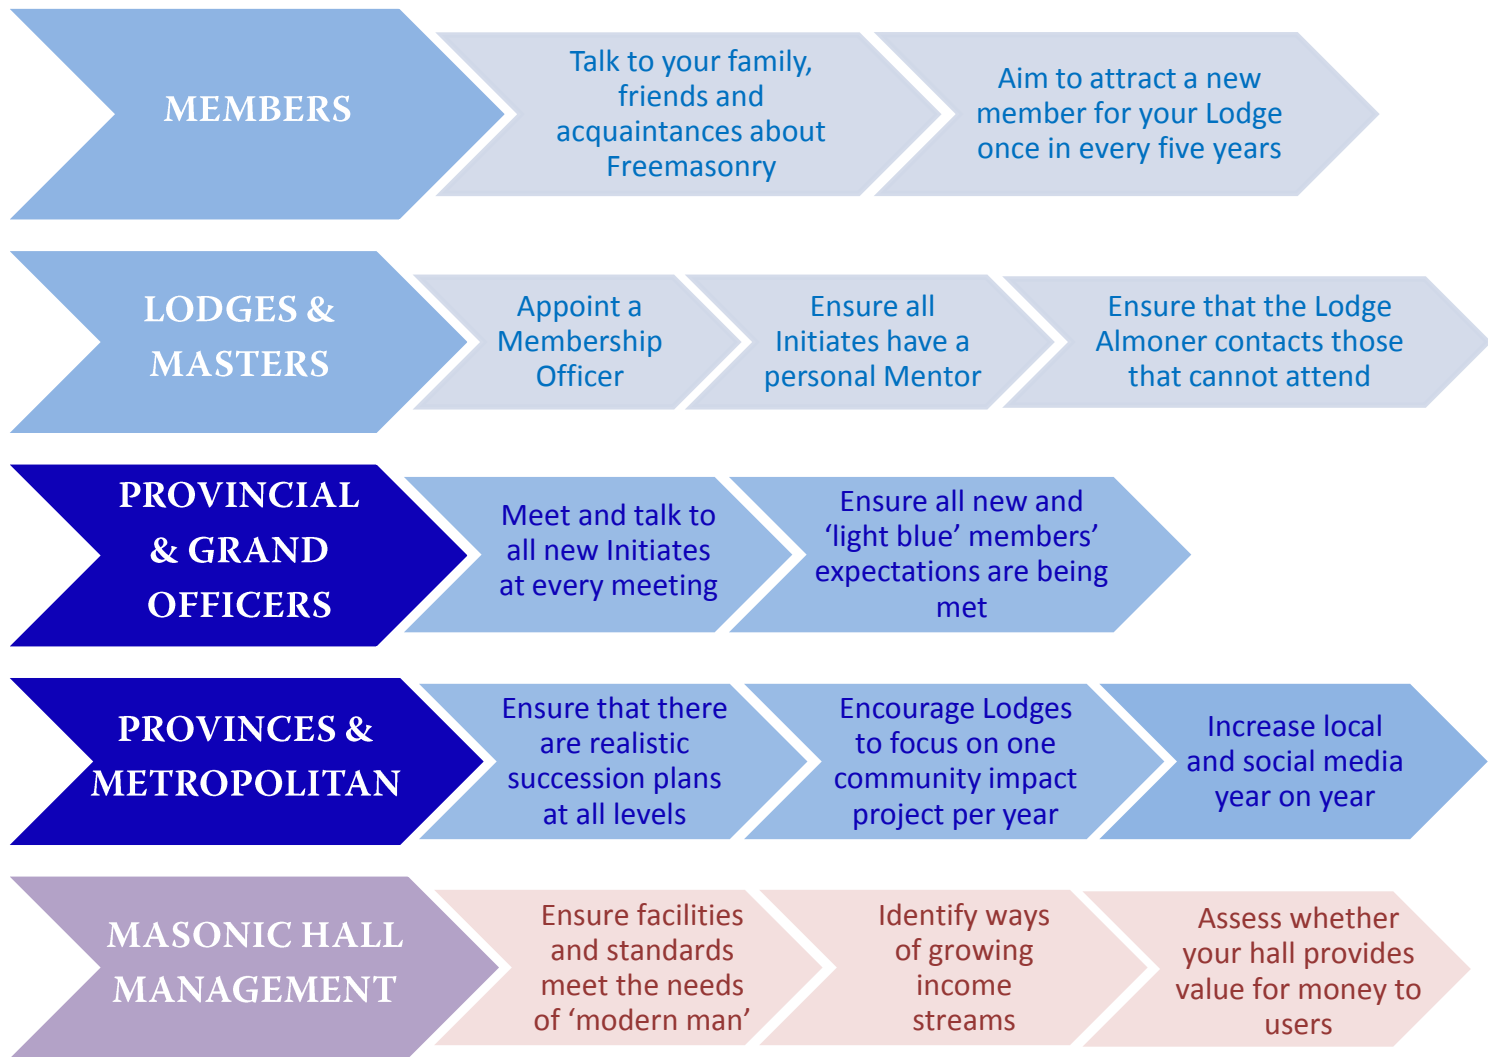 MEMBERS
Talk to your family,
friends and
acquaintances about
Freemasonry
Aim to attract a new
member for your Lodge
once in every five years
LODGES &
MASTERS
Appoint a
Membership
Officer
Ensure all
Initiates have a
personal Mentor
Ensure that the Lodge
Almoner contacts those
that cannot attend
PROVINCIAL
& GRAND
OFFICERS
Meet and talk to
all new Initiates
at every meeting
Ensure all new and
‘light blue’ members’
expectations are being
met
PROVINCES &
METROPOLITAN
Ensure that there
are realistic
succession plans
at all levels
Encourage Lodges
to focus on one
community impact
project per year
Increase local
and social media
year on year
MASONIC HALL
MANAGEMENT
Ensure facilities
and standards
meet the needs
of ‘modern man’
Identify ways
of growing
income
streams
Assess whether
your hall provides
value for money to
users